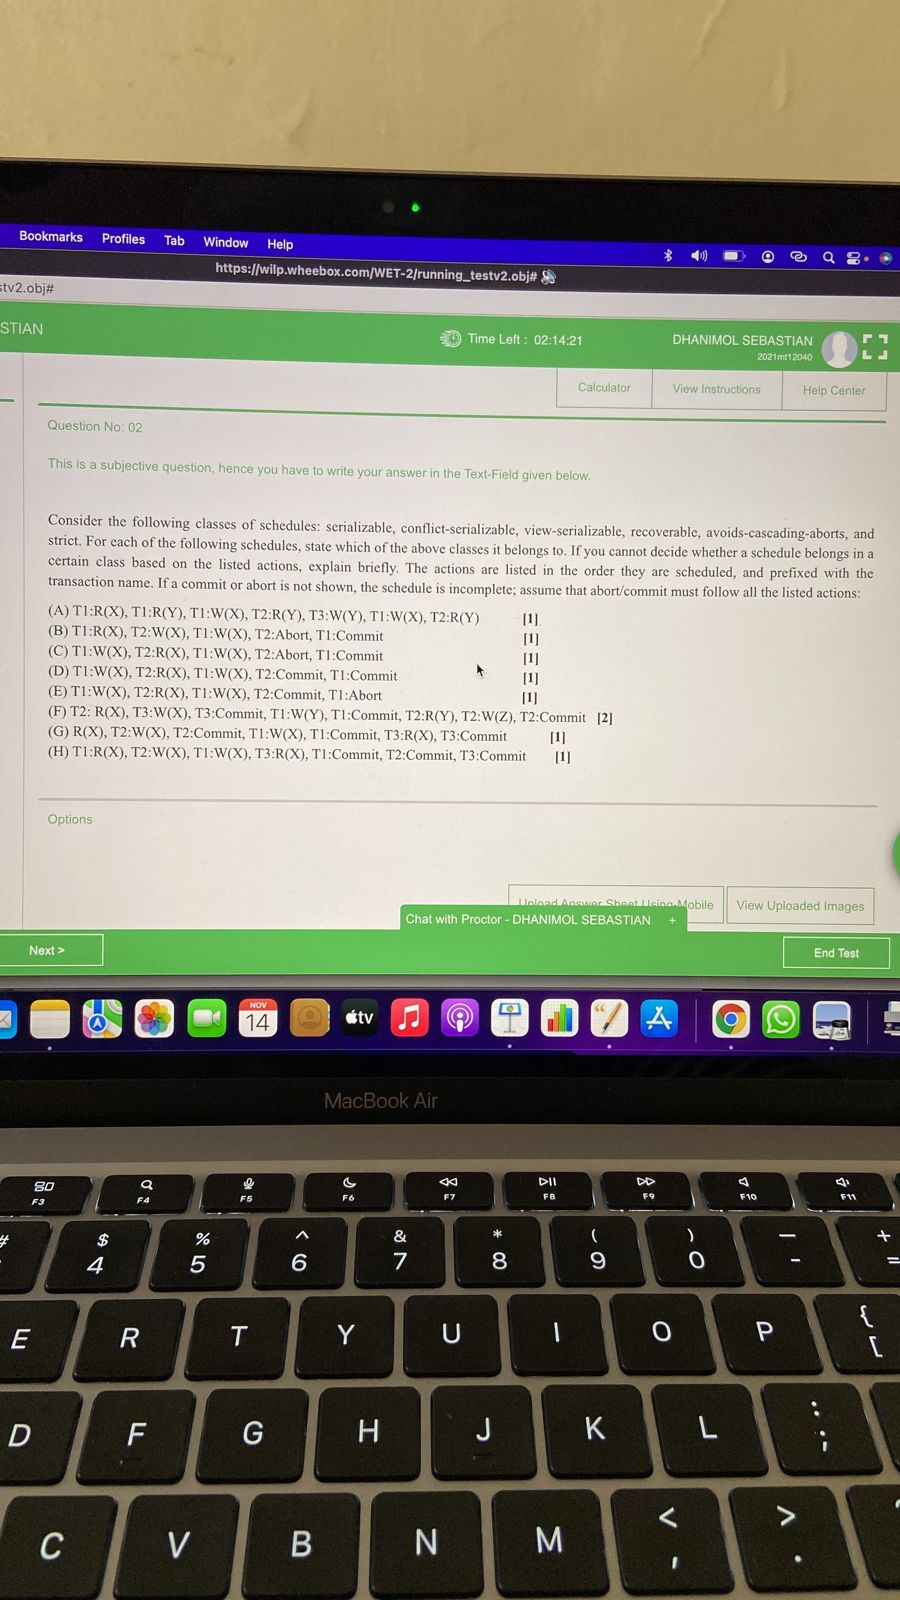 Bookmarks Profiles Tab Window Help
https://wilp.wheebox.com/WET-2/running_testv2.obj#
stv2.obj#
STIAN
Time Left : 02:14:21
DHANIMOL SEBASTIAN
2021mt12040
Calculator
View Instructions
Help Center
Question No: 02
This is a subjective question, hence you have to write your answer in the Text-Field given below.
Consider the following classes of schedules: serializable, conflict-serializable, view-serializable, recoverable, avoids-cascading-aborts, and
strict. For each of the following schedules, state which of the above classes it belongs to. If you cannot decide whether a schedule belongs in a
certain class based on the listed actions, explain briefly. The actions are listed in the order they are scheduled, and prefixed with the
transaction name. If a commit or abort is not shown, the schedule is incomplete; assume that abort/commit must follow all the listed actions:
(A) T1:R(X), T1:R(Y), T1:W(X), T2:R(Y), T3:W(Y), T1:W(X), T2:R(Y) [1]
(B) T1:R(X), T2:W(X), T1:W(X), T2:Abort, T1:Commit [1]
(C) T1:W(X), T2:R(X), T1:W(X), T2:Abort, T1:Commit [1]
(D) T1:W(X), T2:R(X), T1:W(X), T2:Commit, T1:Commit [1]
(E) T1:W(X), T2:R(X), T1:W(X), T2:Commit, T1:Abort [1]
(F) T2: R(X), T3:W(X), T3:Commit, T1:W(Y), T1:Commit, T2:R(Y), T2:W(Z), T2:Commit [2]
(G) R(X), T2:W(X), T2:Commit, T1:W(X), T1:Commit, T3:R(X), T3:Commit [1]
(H) T1:R(X), T2:W(X), T1:W(X), T3:R(X), T1:Commit, T2:Commit, T3:Commit [1]
Options
Upload Answer Sheet Using-Mobile
View Uploaded Images
Chat with Proctor - DHANIMOL SEBASTIAN +
Next >
End Test
NOV
14
tv
MacBook Air
F3 F4 F5 F6 F7 F8 F9 F10 F11
# $ % ^ & * ( ) — +
4 5 6 7 8 9 0 - =
E R T Y U I O P { [
D F G H J K L : ;
C V B N M < , > .